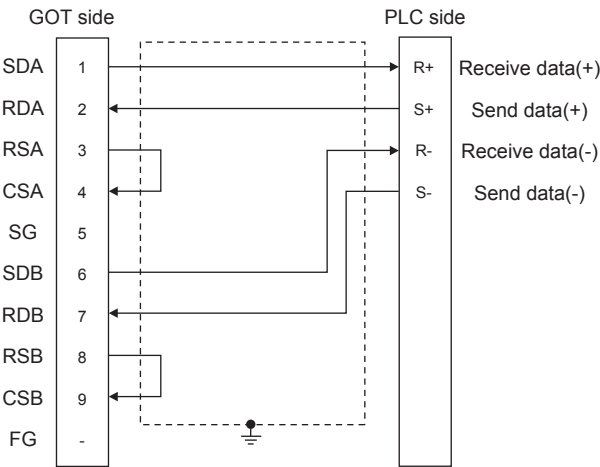 GOT side PLC side
SDA 1 R+ Receive data(+)
RDA 2 S+ Send data(+)
RSA 3 R- Receive data(-)
CSA 4 S- Send data(-)
SG 5
SDB 6
RDB 7
RSB 8
CSB 9
FG -